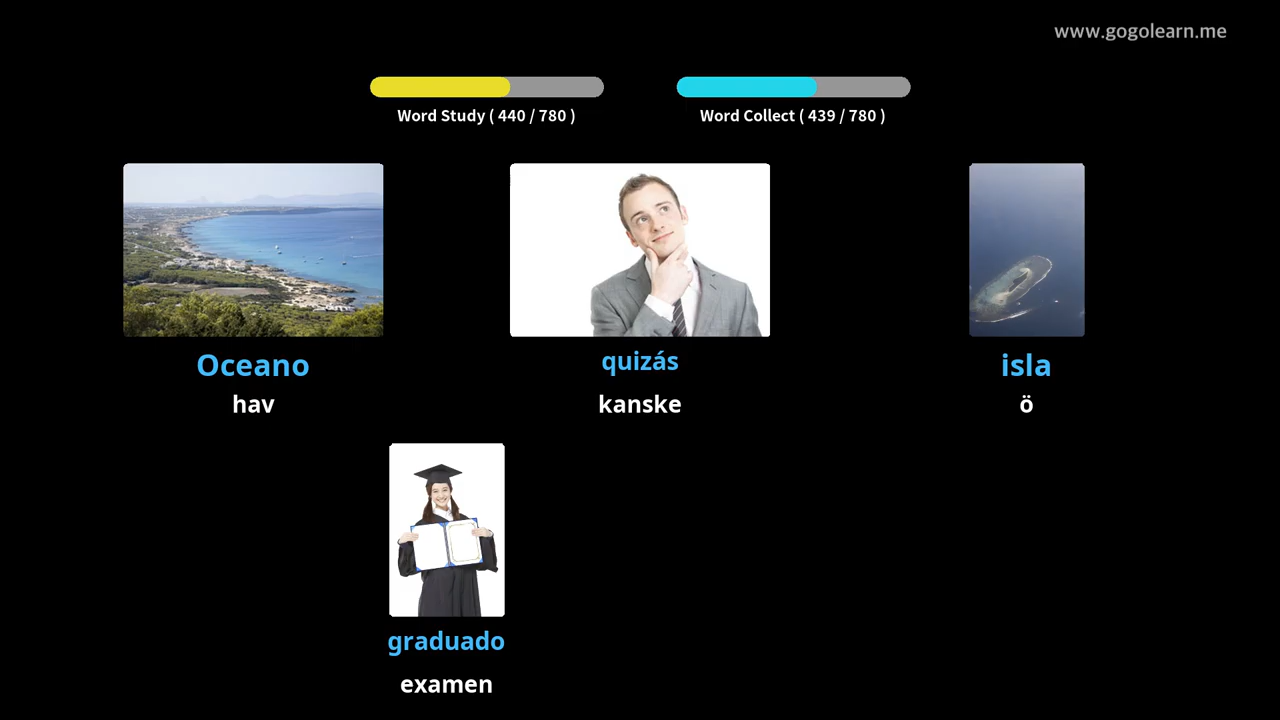 www.gogolearn.me
Word Study ( 440 / 780 )
Word Collect ( 439 / 780 )
Oceano
hav
quizás
kanske
isla
ö
graduado
examen